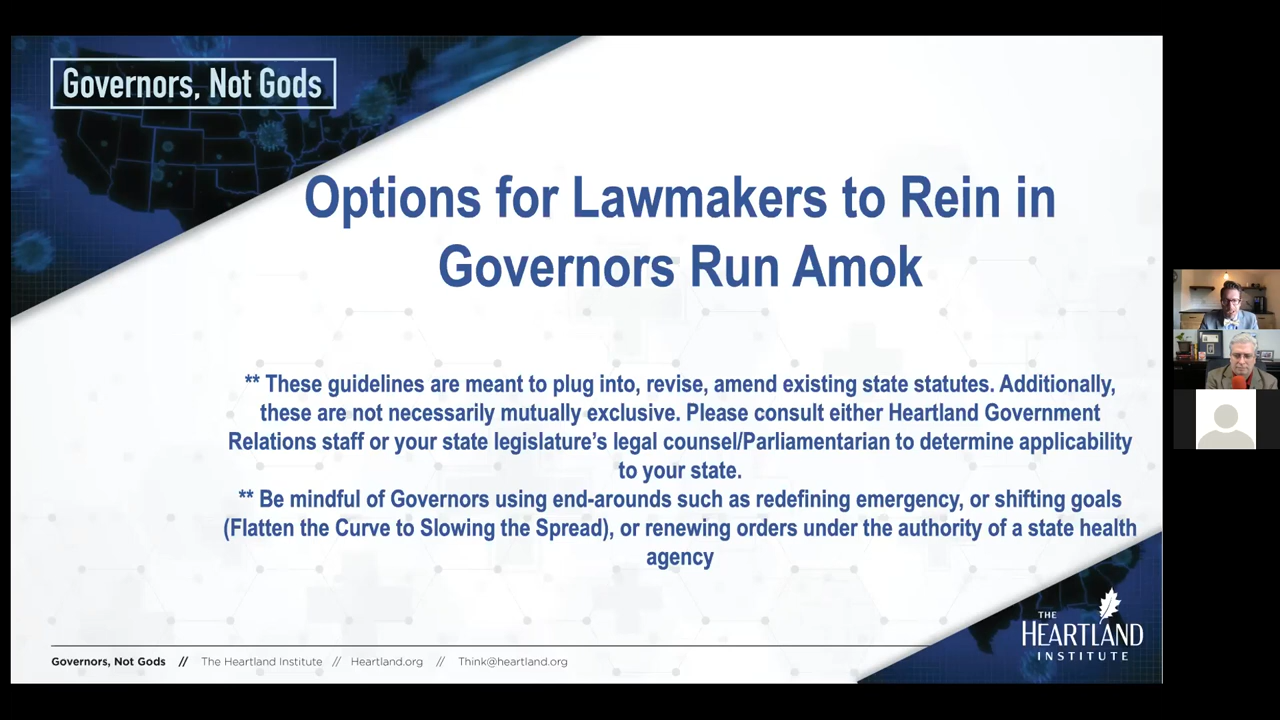 Governors, Not Gods
Options for Lawmakers to Rein in
Governors Run Amok
** These guidelines are meant to plug into, revise, amend existing state statutes. Additionally,
these are not necessarily mutually exclusive. Please consult either Heartland Government
Relations staff or your state legislature's legal counsel/Parliamentarian to determine applicability
to your state.
** Be mindful of Governors using end-arounds such as redefining emergency, or shifting goals
(Flatten the Curve to Slowing the Spread), or renewing orders under the authority of a state health
agency
Governors, Not Gods // The Heartland Institute // Heartland.org // Think@heartland.org
THE
HEARTLAND
INSTITUTE